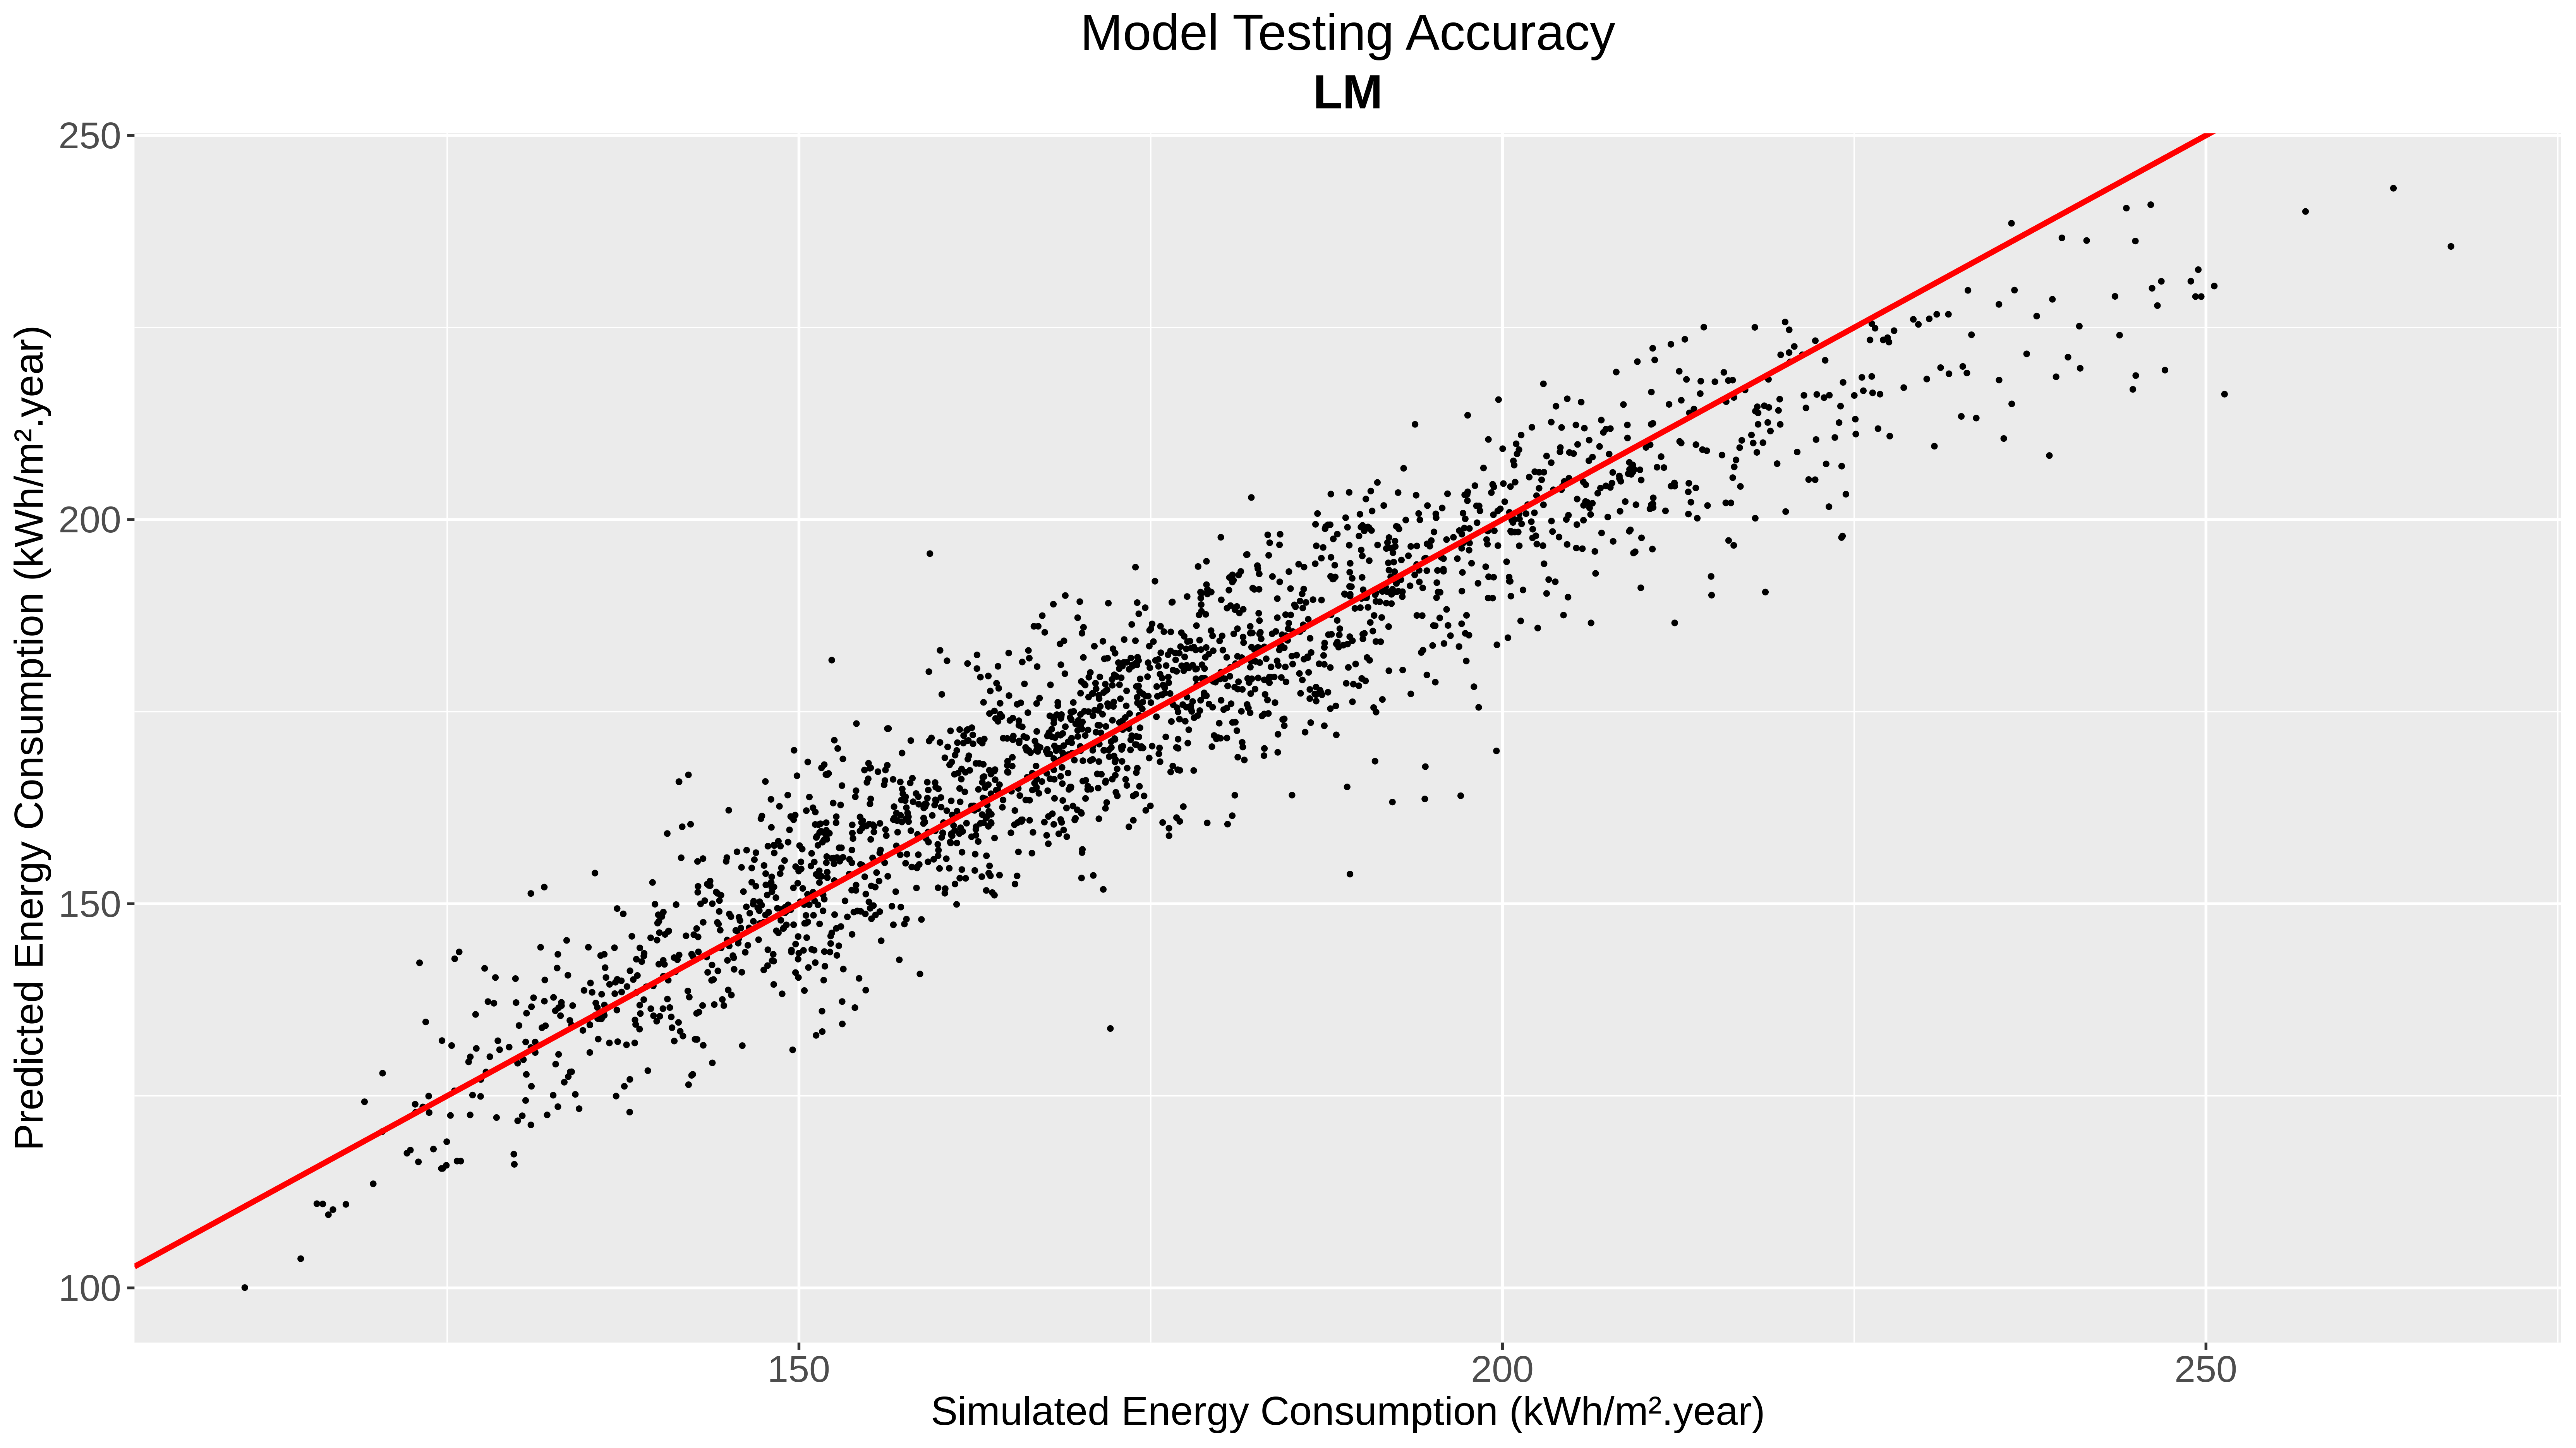 Model Testing Accuracy
LM
Predicted Energy Consumption (kWh/m².year)
250
200
150
100
150
200
250
Simulated Energy Consumption (kWh/m².year)